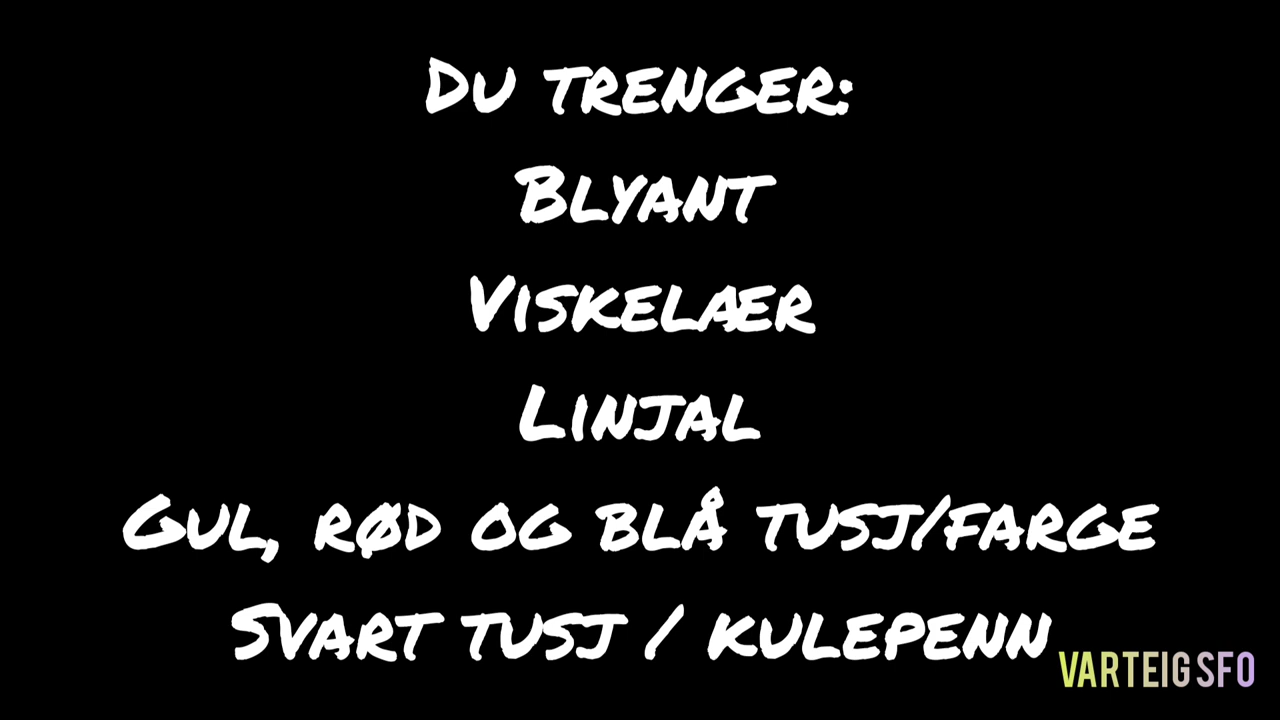 Du trenger:
Blyant
Viskelær
Linjal
Gul, rød og blå tusj/farge
Svart tusj / kulepenn
VARTEIG SFO